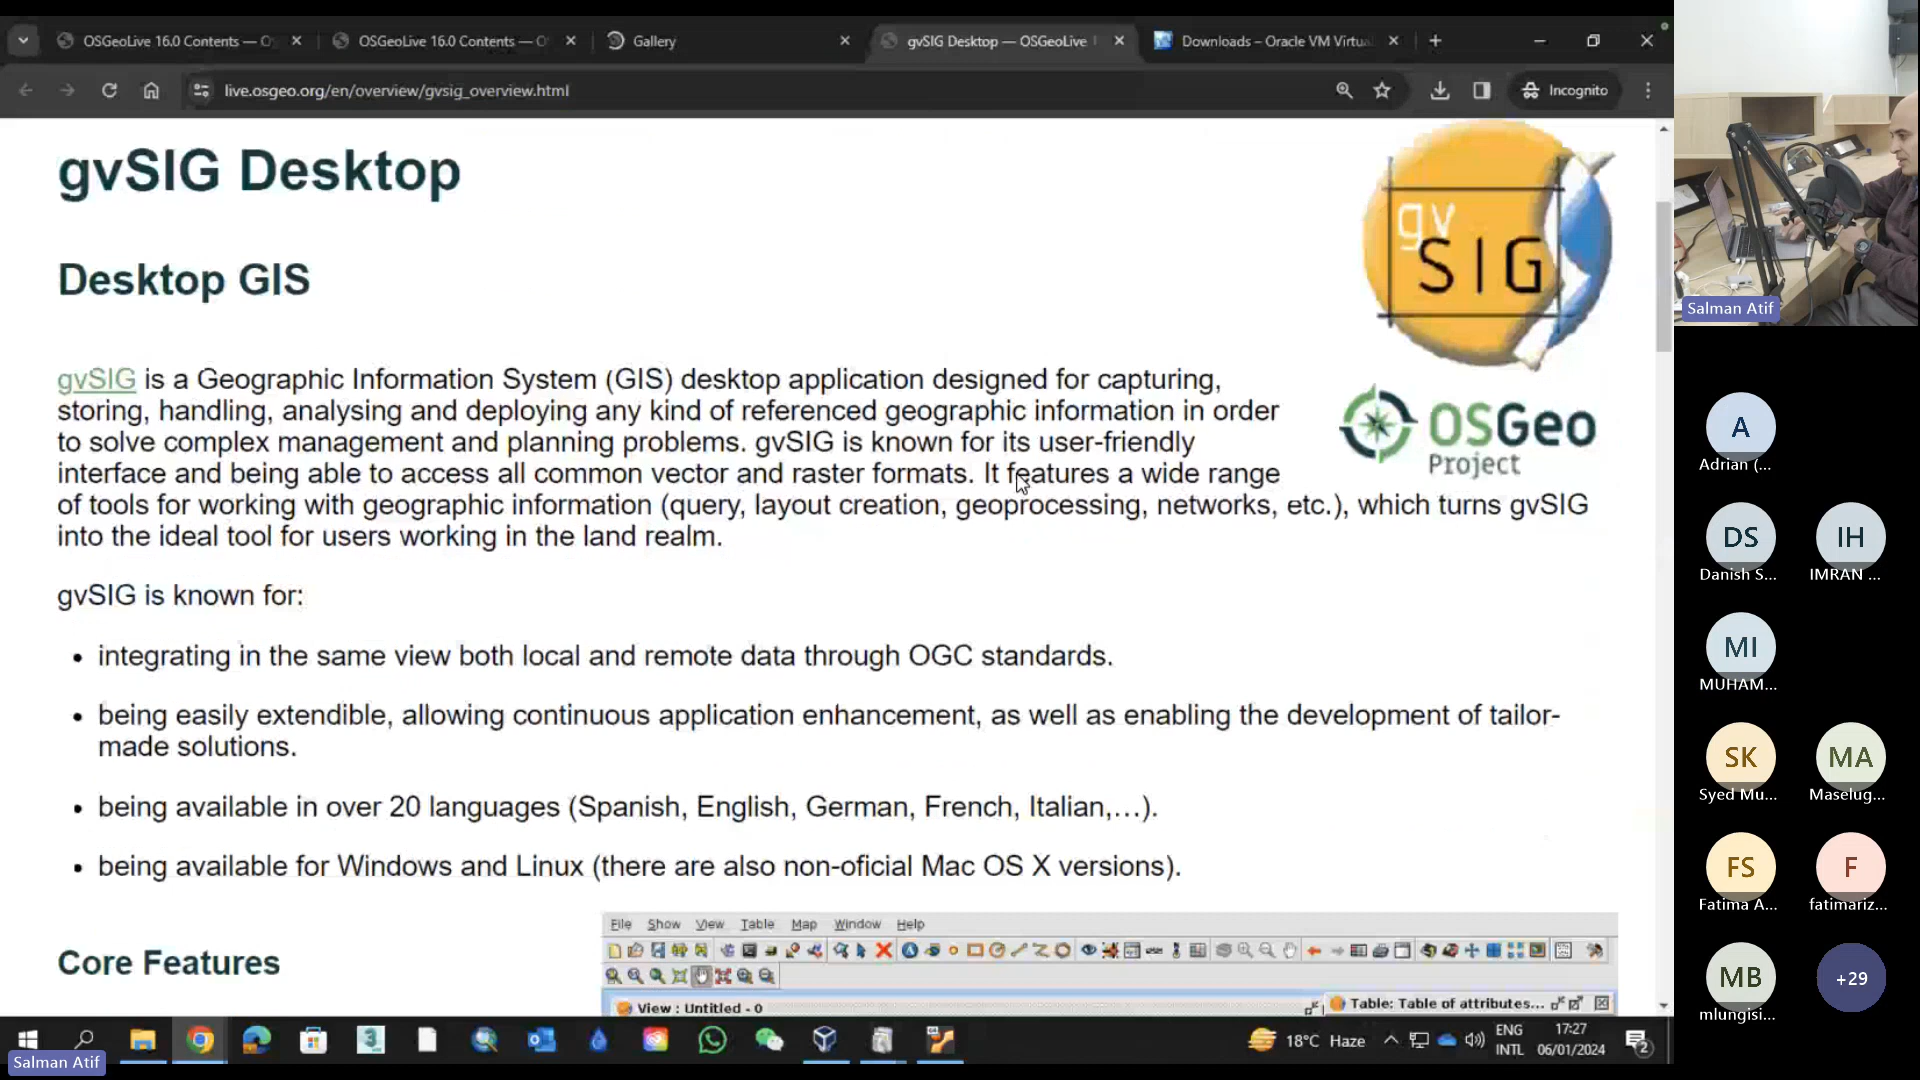 OSGeoLive 16.0 Contents — O
OSGeoLive 16.0 Contents — O
Gallery
gvSIG Desktop — OSGeoLive
Downloads – Oracle VM Virtua
live.osgeo.org/en/overview/gvsig_overview.html
Incognito
gvSIG Desktop
gv
SIG
Desktop GIS
OSGeo
Project
gvSIG is a Geographic Information System (GIS) desktop application designed for capturing,
storing, handling, analysing and deploying any kind of referenced geographic information in order
to solve complex management and planning problems. gvSIG is known for its user-friendly
interface and being able to access all common vector and raster formats. It features a wide range
of tools for working with geographic information (query, layout creation, geoprocessing, networks, etc.), which turns gvSIG
into the ideal tool for users working in the land realm.
gvSIG is known for:
• integrating in the same view both local and remote data through OGC standards.
• being easily extendible, allowing continuous application enhancement, as well as enabling the development of tailor-
made solutions.
• being available in over 20 languages (Spanish, English, German, French, Italian,…).
• being available for Windows and Linux (there are also non-oficial Mac OS X versions).
Core Features
File Show View Table Map Window Help
View : Untitled - 0
Table: Table of attributes...
18°C Haze
ENG
INTL
17:27
06/01/2024
2
Salman Atif
Salman Atif
A
Adrian (...
DS
Danish S...
IH
IMRAN ...
MI
MUHAM...
SK
Syed Mu...
MA
Maselug...
FS
Fatima A...
F
fatimariz...
MB
mlungisi...
+29